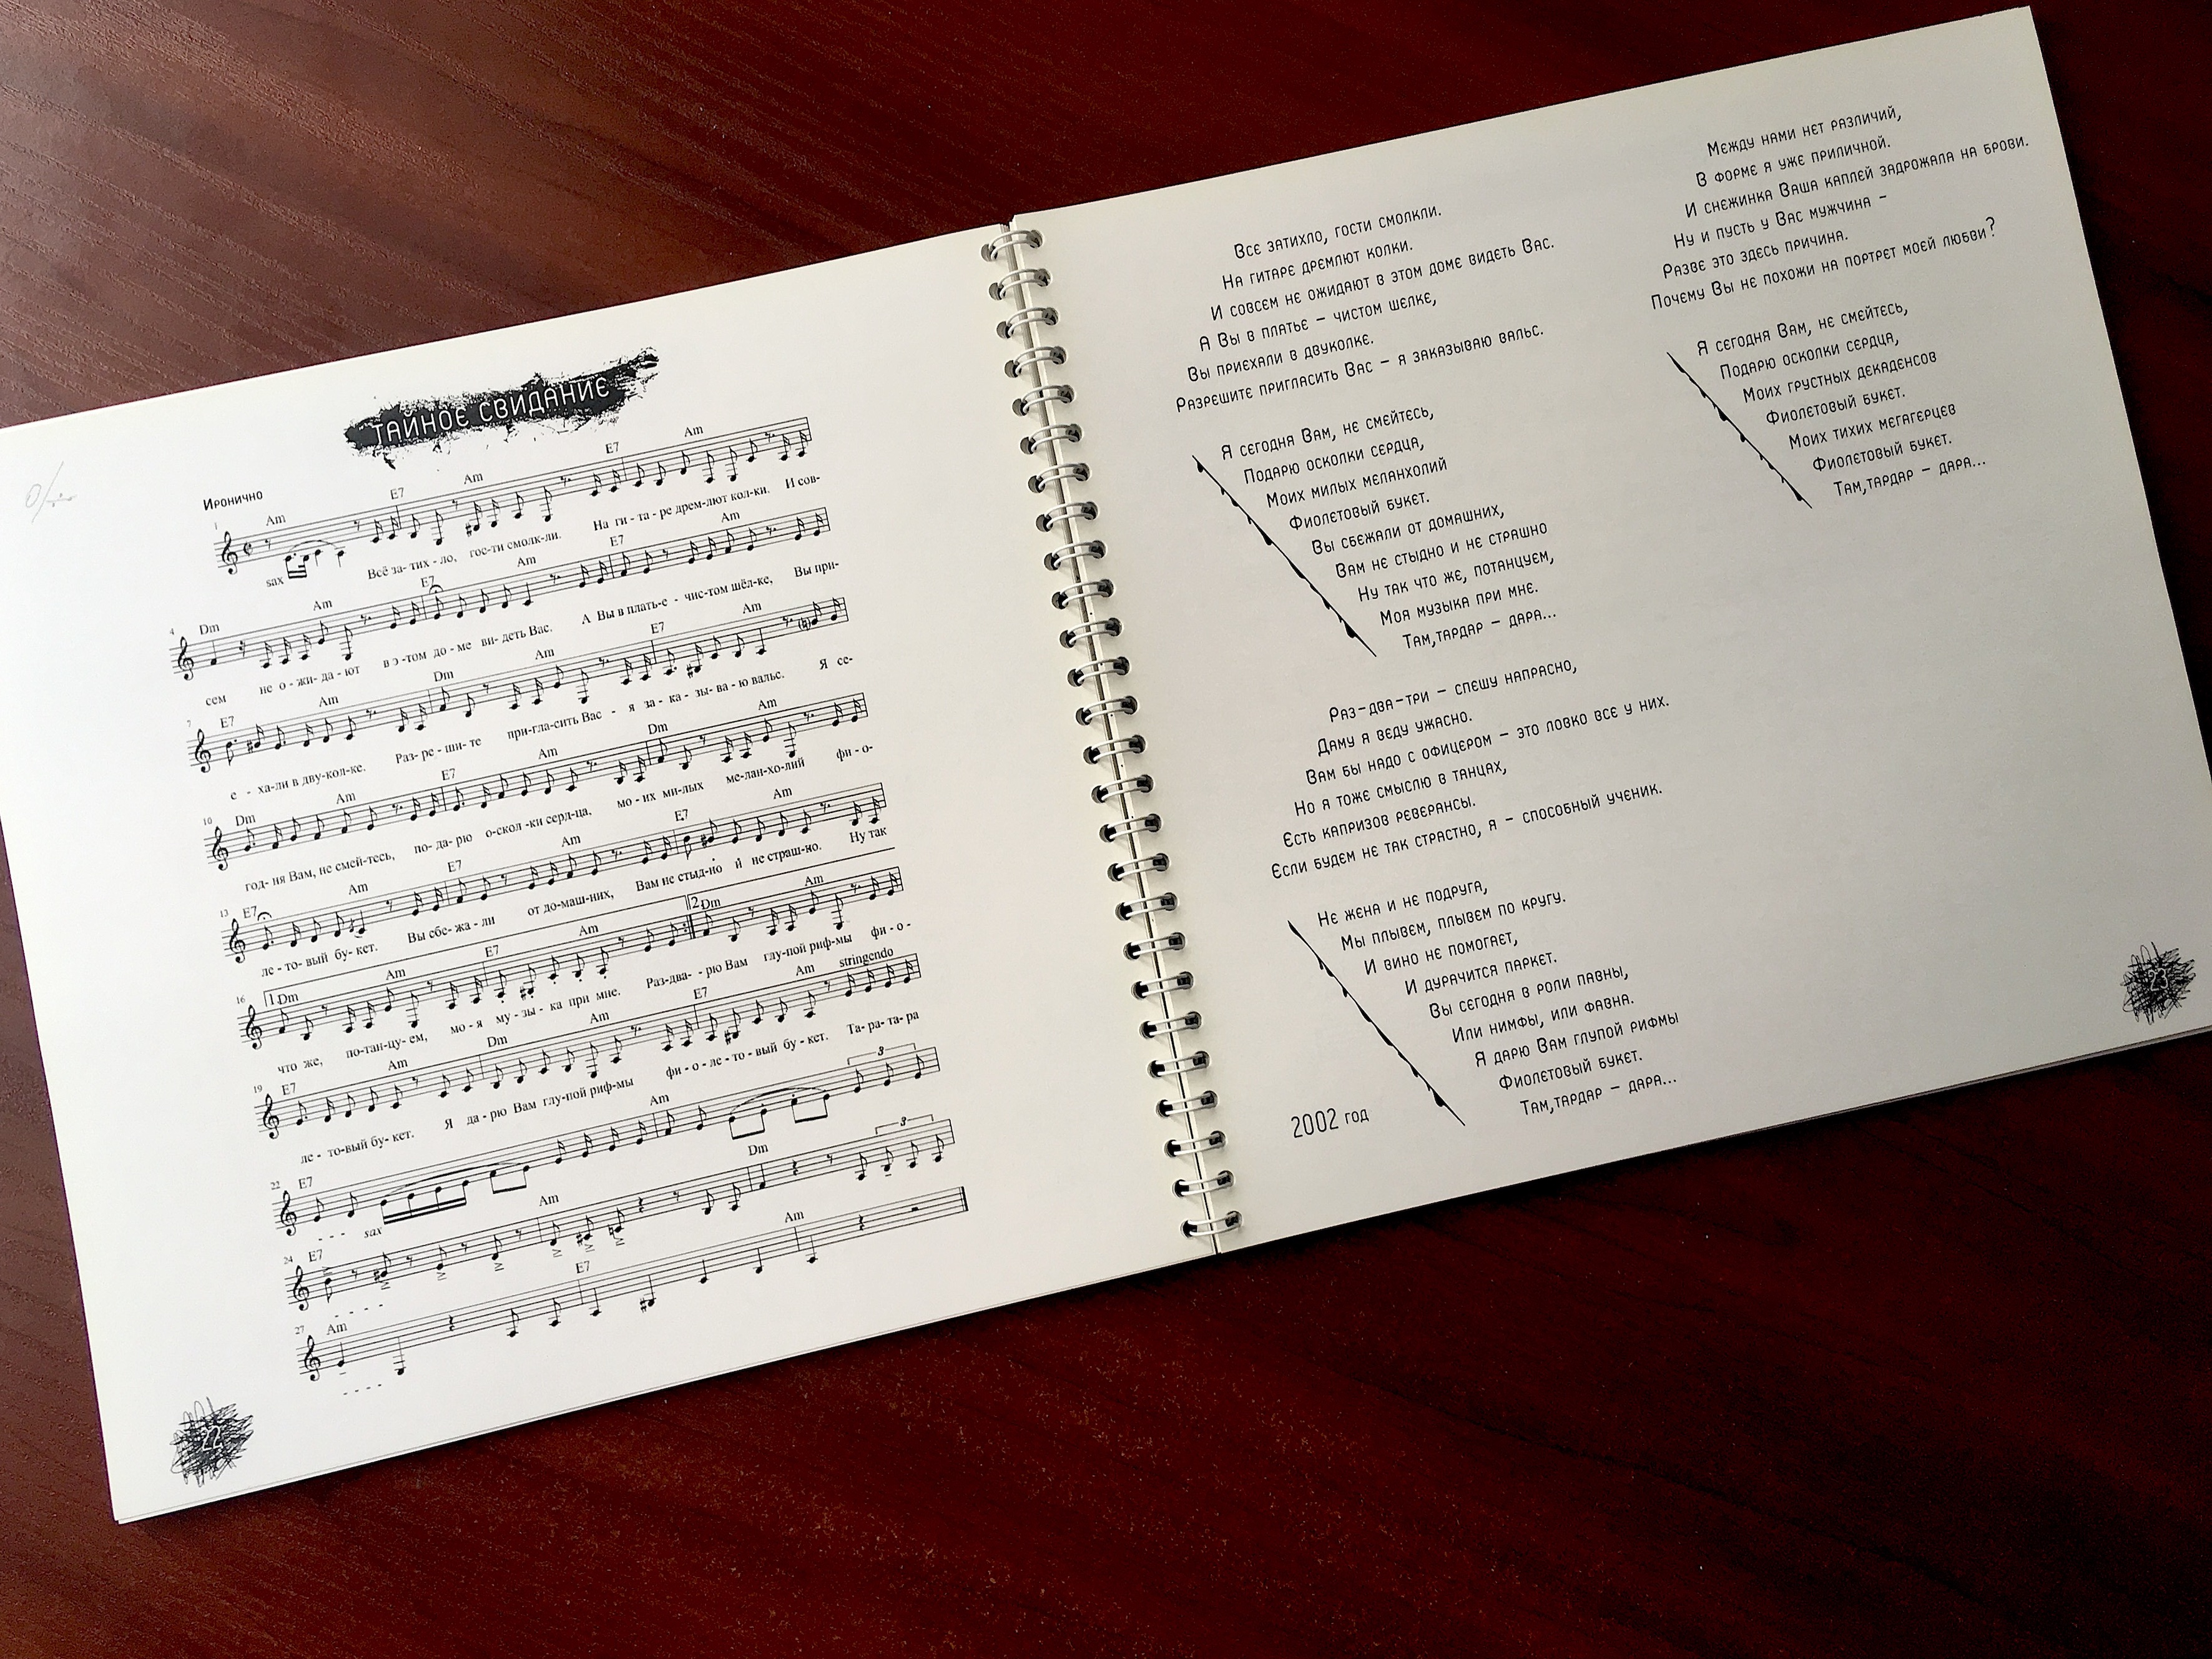 Тайное свидание
Иронично
1 Am E7 Am E7 Am
sax Всё за- тих - ло, гос-ти смолк-ли. На ги - та - ре дрем-лют кол-ки. И сов-
4 Dm Am E7 Am E7 Am
сем не о - жи- да - ют в э -том до - ме ви- деть Вас. А Вы в плать-е - чис-том шёл-ке, Вы при-
7 E7 Am Dm Am E7 Am
е - ха-ли в дву-кол-ке. Раз- ре - ши- те при-гла-сить Вас - я за - ка- зы- ва - ю вальс. Я се-
10 Dm Am E7 Am Dm Am
год- ня Вам, не смей-тесь, по- да- рю о-скол -ки серд-ца, мо - их ми-лых ме-лан-хо-лий фи - о-
13 E7 Am E7 Am E7 Am
ле - то- вый бу- кет. Вы сбе- жа - ли от до-маш- них, Вам не стыд-но и не страш-но. Ну так
16 1. Dm Am E7 Am 2. Dm Am
что же, по-тан-цу- ем, мо - я му - зы - ка при мне. Раз-два- - рю Вам глу-пой риф-мы фи - о -
19 E7 Am Dm Am E7 Am stringendo
ле - то-вый бу- кет. Я да - рю Вам глу-пой риф-мы фи - о - ле - то - вый бу - кет. Та- ра- та- ра
22 E7 Am 3
- - - sax
24 E7 Am Dm 3
- - - - -
27 Am E7 Am
- - - -
22
Все затихло, гости смолкли.
На гитаре дремлют колки.
И совсем не ожидают в этом доме видеть Вас.
А Вы в платье – чистом шелке,
Вы приехали в двуколке.
Разрешите пригласить Вас – я заказываю вальс.
Я сегодня Вам, не смейтесь,
Подарю осколки сердца,
Моих милых меланхолий
Фиолетовый букет.
Вы сбежали от домашних,
Вам не стыдно и не страшно
Ну так что же, потанцуем,
Моя музыка при мне.
Там,тардар – дара...
Раз-два-три – спешу напрасно,
Даму я веду ужасно.
Вам бы надо с офицером – это ловко все у них.
Но я тоже смыслю в танцах,
Есть капризов реверансы.
Если будем не так страстно, я – способный ученик.
Не жена и не подруга,
Мы плывем, плывем по кругу.
И вино не помогает,
И дурачится паркет.
Вы сегодня в роли павны,
Или нимфы, или фавна.
Я дарю Вам глупой рифмы
Фиолетовый букет.
Там,тардар – дара...
2002 год
Между нами нет различий,
В форме я уже приличной.
И снежинка Ваша каплей задрожала на брови.
Ну и пусть у Вас мужчина –
Разве это здесь причина.
Почему Вы не похожи на портрет моей любви?
Я сегодня Вам, не смейтесь,
Подарю осколки сердца,
Моих грустных декаденсов
Фиолетовый букет.
Моих тихих мегагерцев
Фиолетовый букет.
Там,тардар – дара...
23